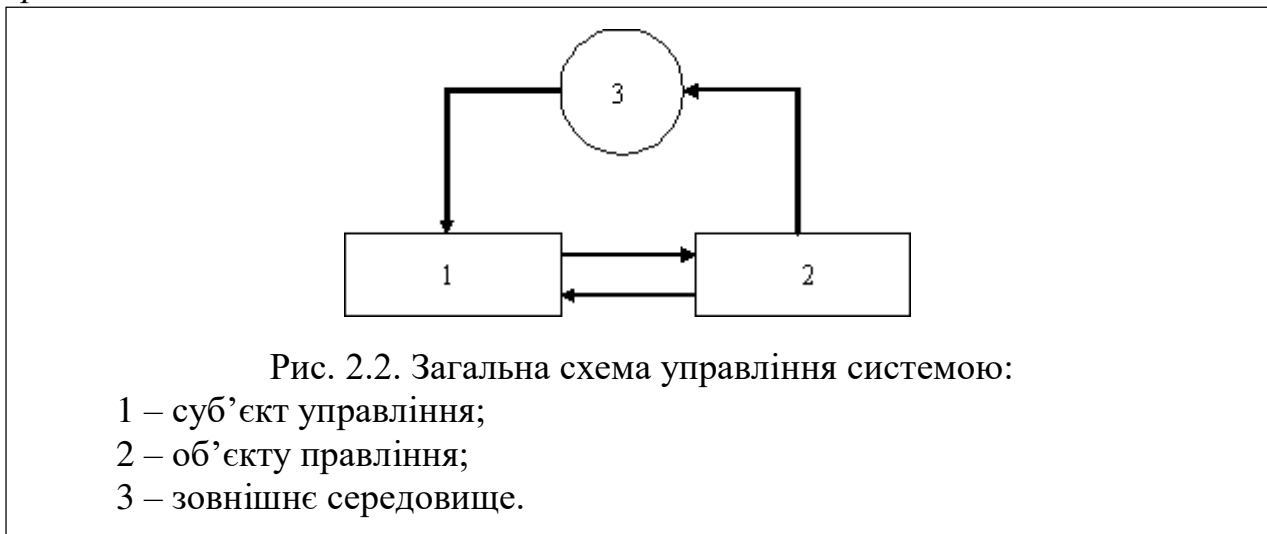 3
1
2
Рис. 2.2. Загальна схема управління системою:
1 – суб’єкт управління;
2 – об’єкту правління;
3 – зовнішнє середовище.